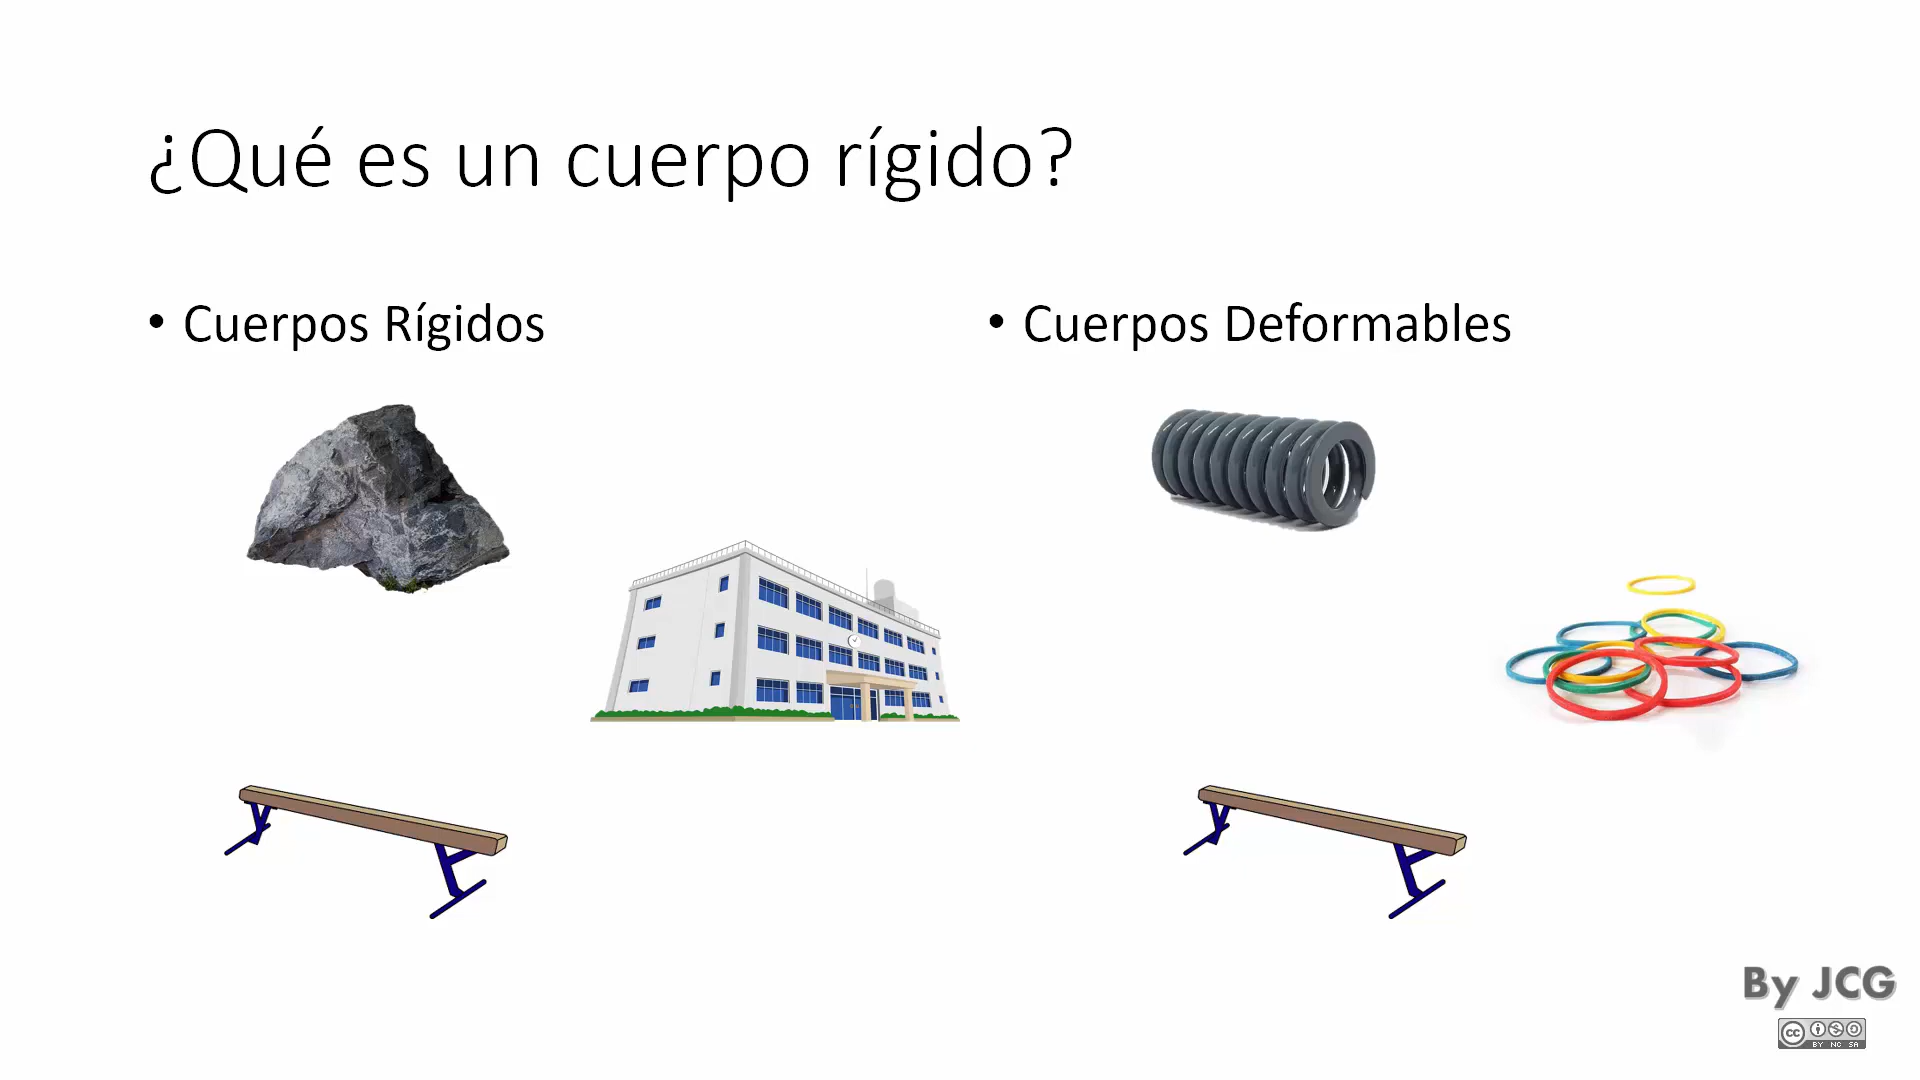 ¿Qué es un cuerpo rígido?
• Cuerpos Rígidos
• Cuerpos Deformables
By JCG
cc
BY NC SA